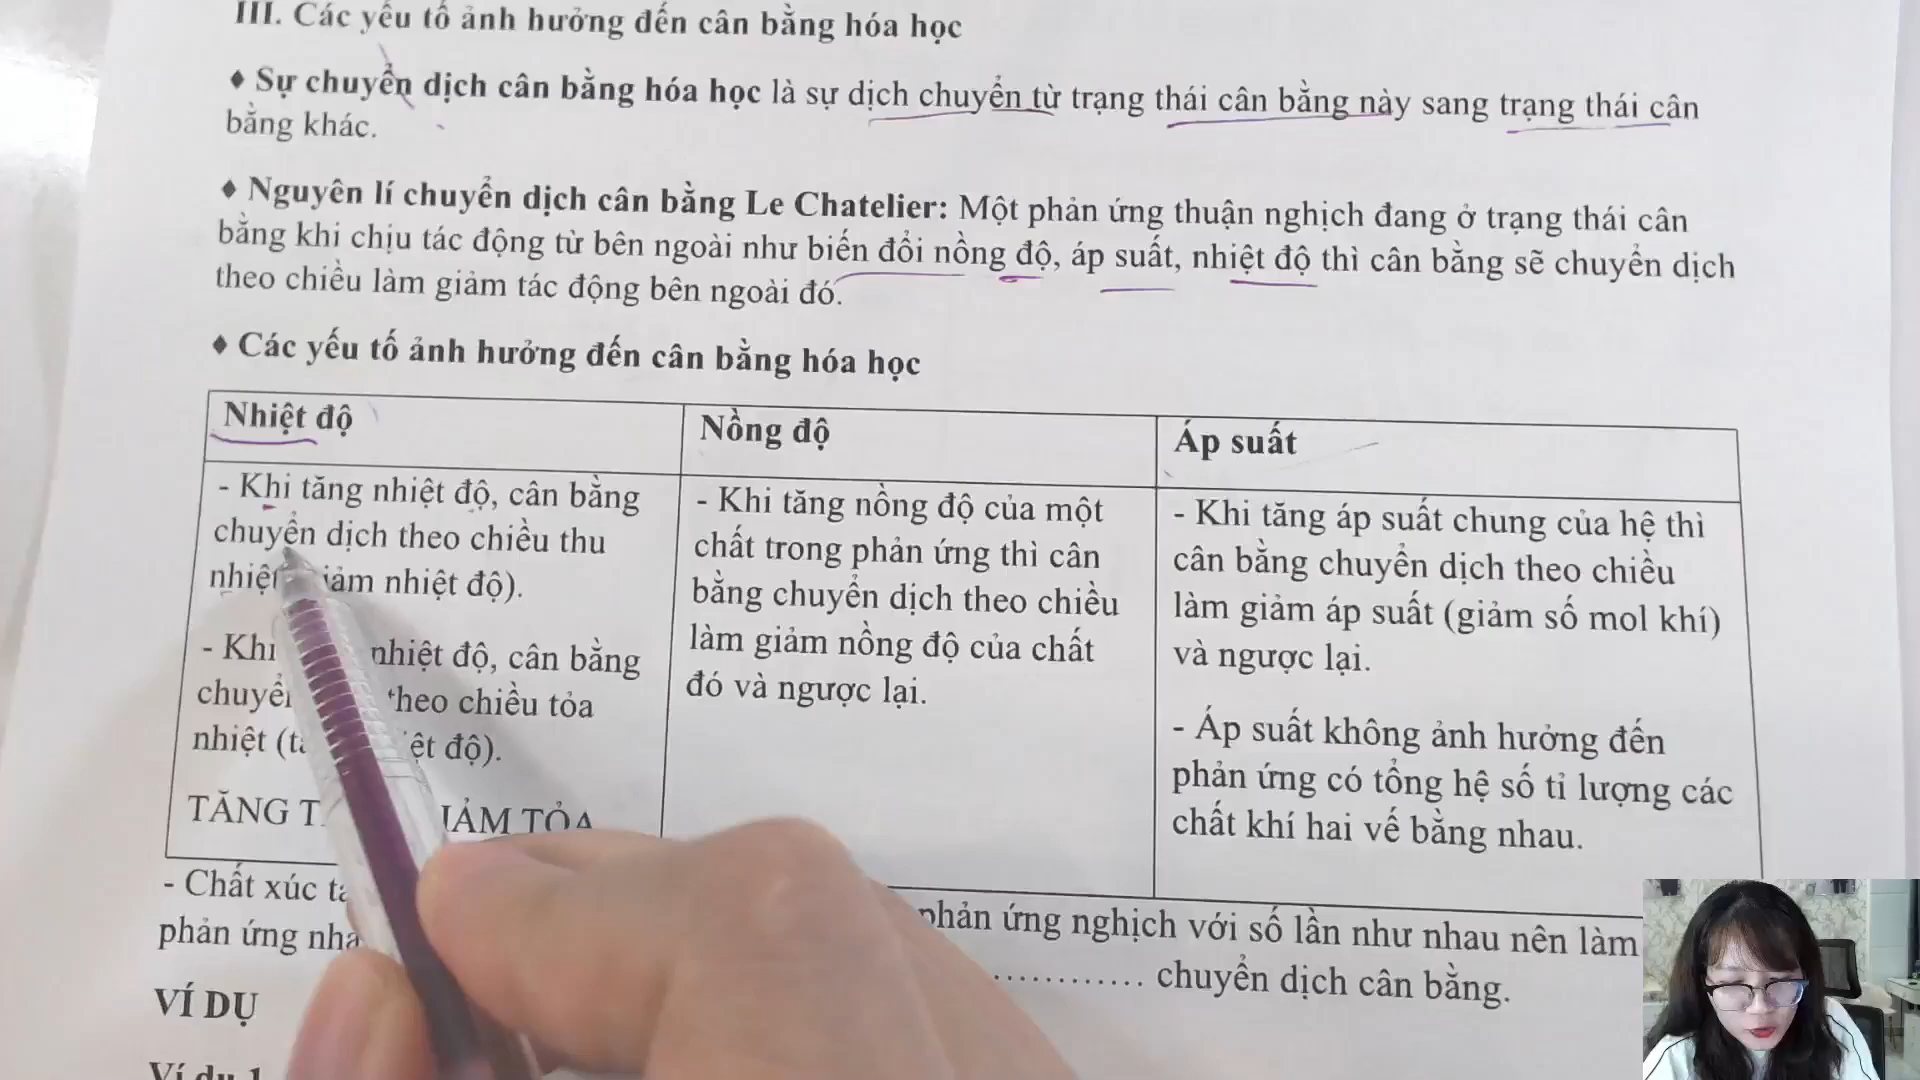 III. Các yếu tố ảnh hưởng đến cân bằng hóa học
♦ Sự chuyển dịch cân bằng hóa học là sự dịch chuyển từ trạng thái cân bằng này sang trạng thái cân
bằng khác.
♦ Nguyên lí chuyển dịch cân bằng Le Chatelier: Một phản ứng thuận nghịch đang ở trạng thái cân
bằng khi chịu tác động từ bên ngoài như biến đổi nồng độ, áp suất, nhiệt độ thì cân bằng sẽ chuyển dịch
theo chiều làm giảm tác động bên ngoài đó.
♦ Các yếu tố ảnh hưởng đến cân bằng hóa học
Nhiệt độ
- Khi tăng nhiệt độ, cân bằng
chuyển dịch theo chiều thu
nhiệt nhiệt độ).
- Khi nhiệt độ, cân bằng
theo chiều tỏa
nhiệt độ).
TĂNG TỎA
Nồng độ
- Khi tăng nồng độ của một
chất trong phản ứng thì cân
bằng chuyển dịch theo chiều
làm giảm nồng độ của chất
đó và ngược lại.
Áp suất
- Khi tăng áp suất chung của hệ thì
cân bằng chuyển dịch theo chiều
làm giảm áp suất (giảm số mol khí)
và ngược lại.
- Áp suất không ảnh hưởng đến
phản ứng có tổng hệ số tỉ lượng các
chất khí hai vế bằng nhau.
- Chất xúc phản ứng nghịch với số lần như nhau nên làm
phản ứng ............ chuyển dịch cân bằng.
VÍ DỤ
Ví dụ 1